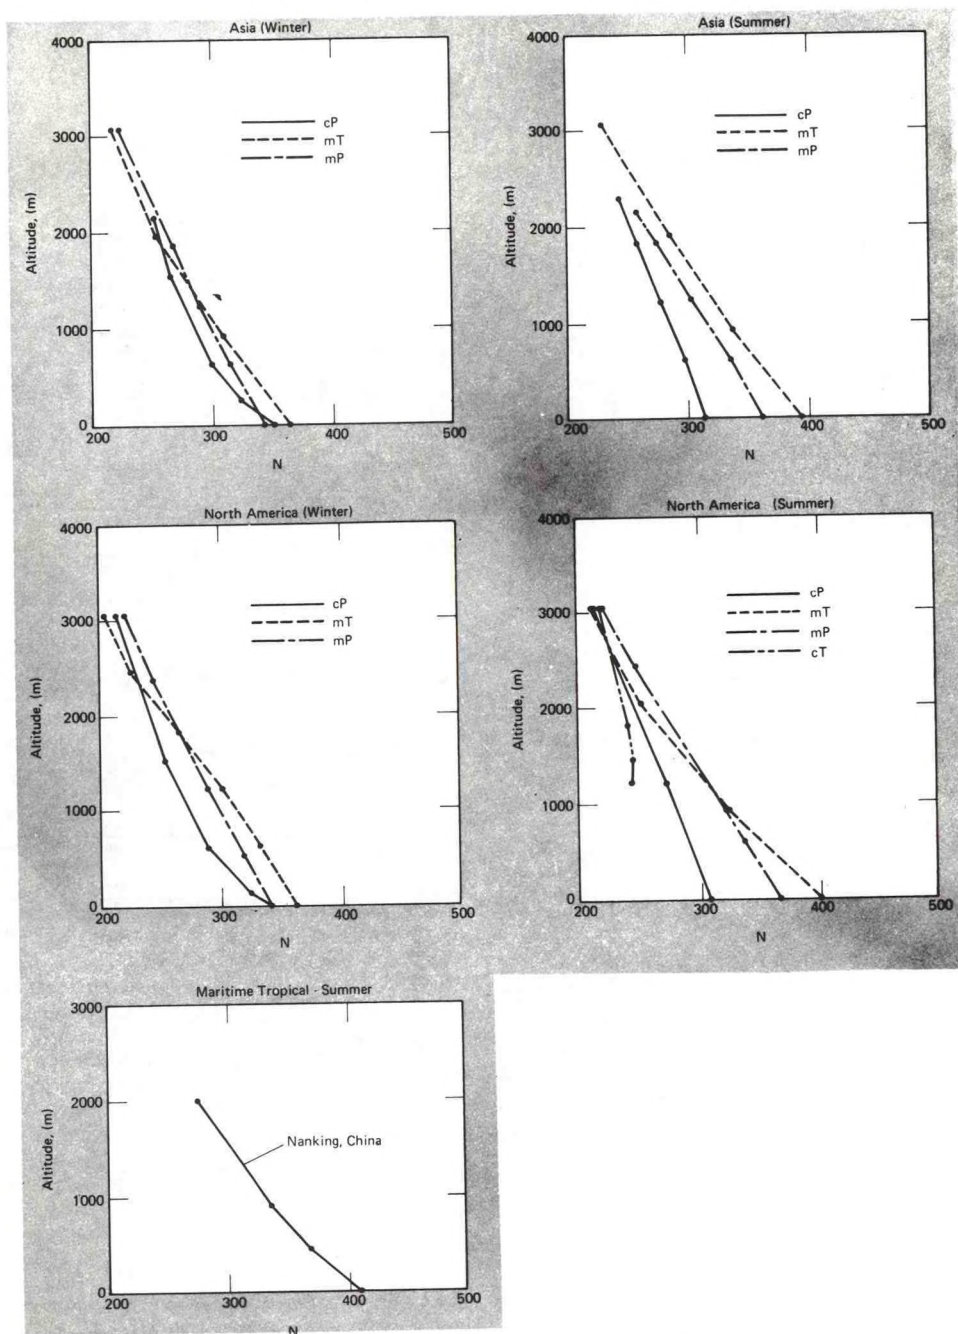 Asia (Winter)
4000
3000
2000
1000
0
Altitude, (m)
cP
mT
mP
200
300
400
500
N
Asia (Summer)
4000
3000
2000
1000
0
Altitude, (m)
cP
mT
mP
200
300
400
500
N
North America (Winter)
4000
3000
2000
1000
0
Altitude, (m)
cP
mT
mP
200
300
400
500
N
North America (Summer)
4000
3000
2000
1000
0
Altitude, (m)
cP
mT
mP
cT
200
300
400
500
N
Maritime Tropical - Summer
3000
2000
1000
0
Altitude, (m)
Nanking, China
200
300
400
500
N